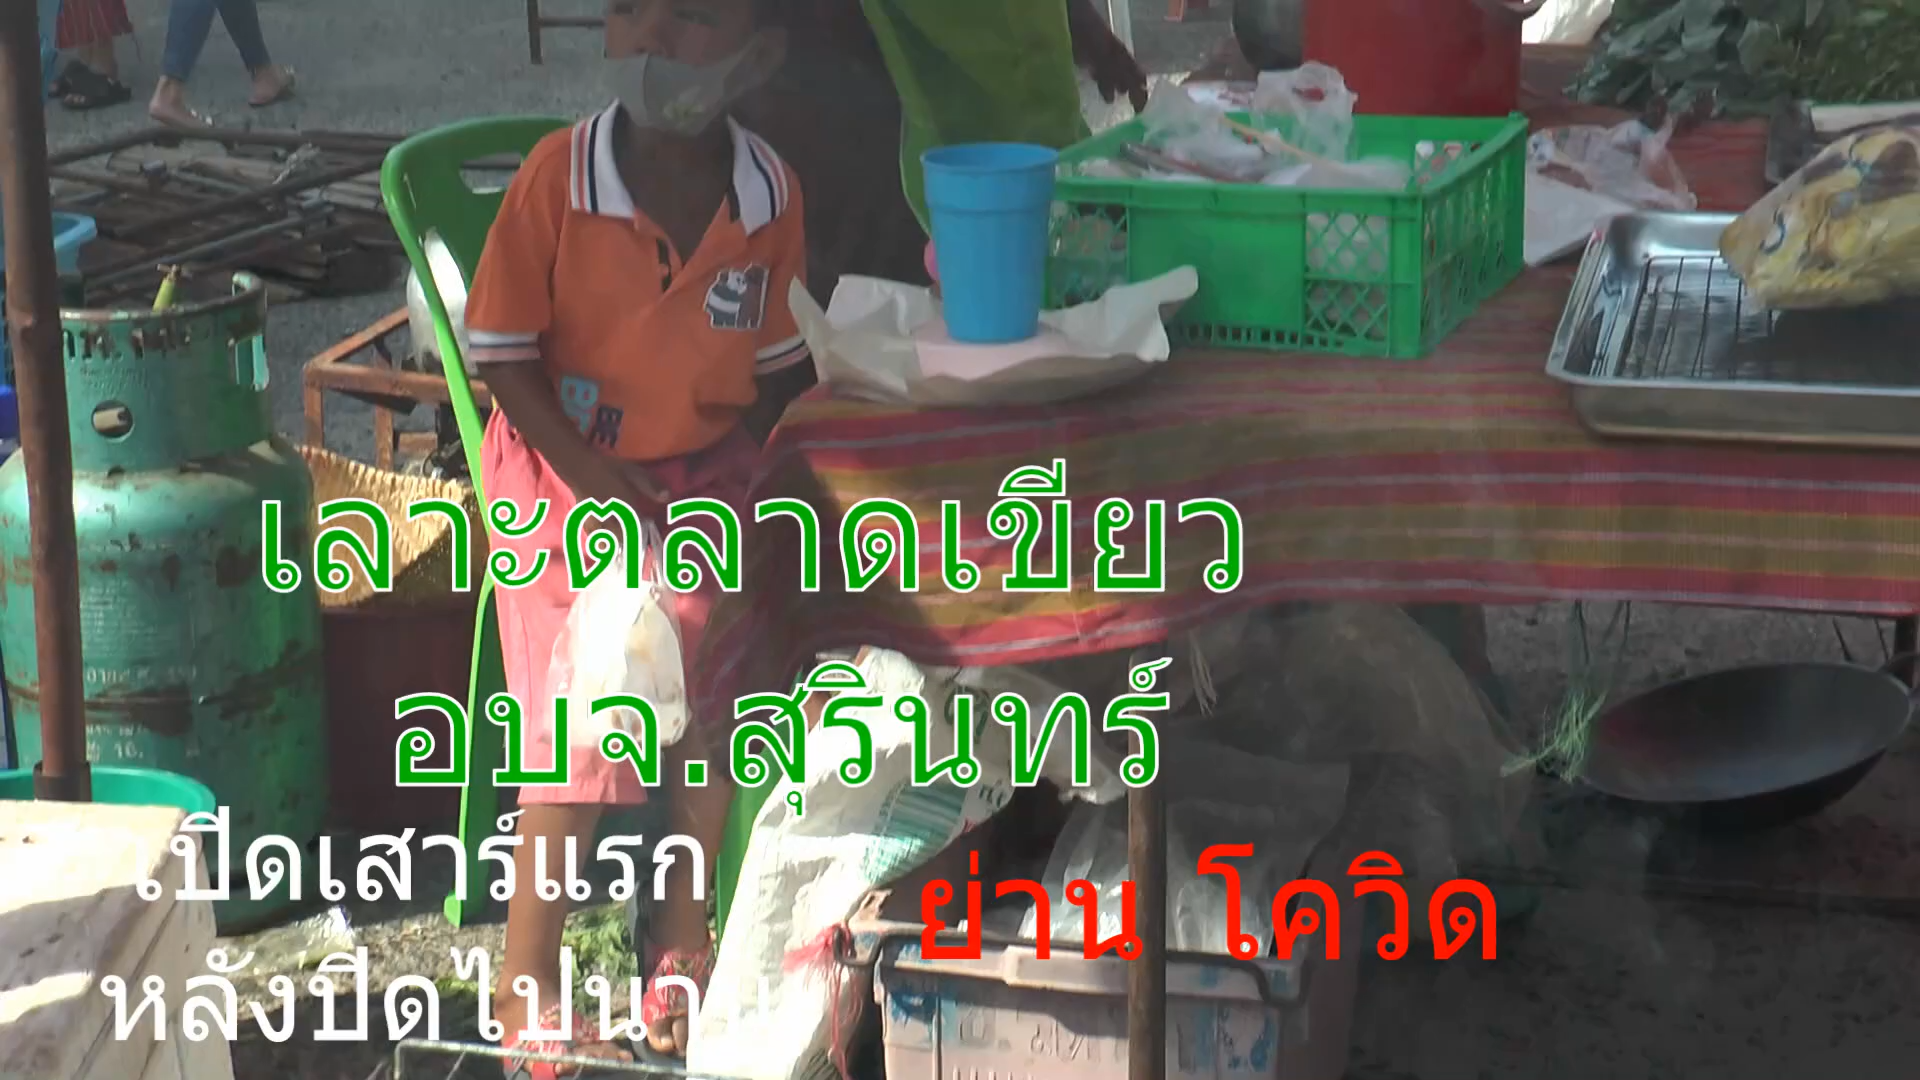 เลาะตลาดเขียว
อบจ.สุรินทร์
เปิดเสาร์แรก
ย่าน โควิด
หลังปีดไปนาน